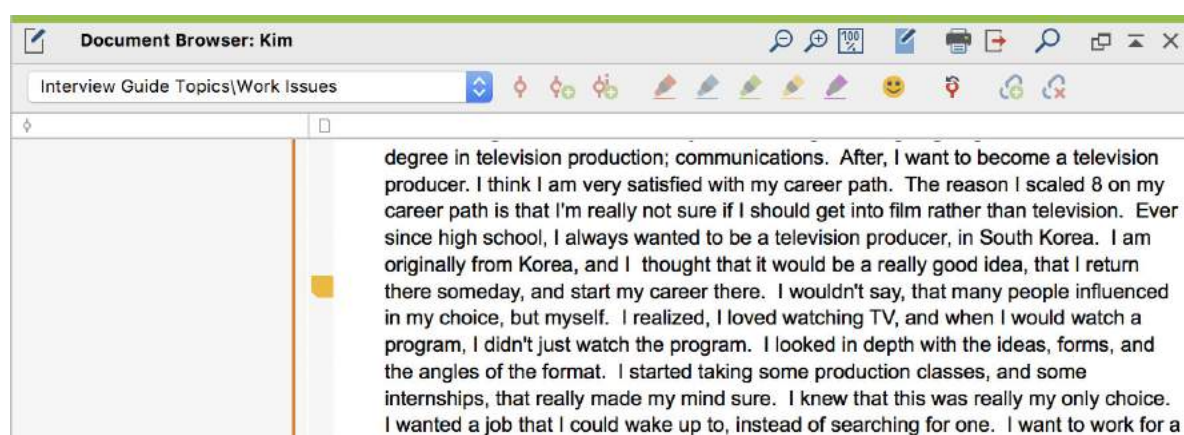 Document Browser: Kim
100
%
Interview Guide Topics\Work Issues
degree in television production; communications.  After, I want to become a television
producer. I think I am very satisfied with my career path.  The reason I scaled 8 on my
career path is that I'm really not sure if I should get into film rather than television.  Ever
since high school, I always wanted to be a television producer, in South Korea.  I am
originally from Korea, and I  thought that it would be a really good idea, that I return
there someday, and start my career there.  I wouldn't say, that many people influenced
in my choice, but myself.  I realized, I loved watching TV, and when I would watch a
program, I didn't just watch the program.  I looked in depth with the ideas, forms, and
the angles of the format.  I started taking some production classes, and some
internships, that really made my mind sure.  I knew that this was really my only choice.
I wanted a job that I could wake up to, instead of searching for one.  I want to work for a